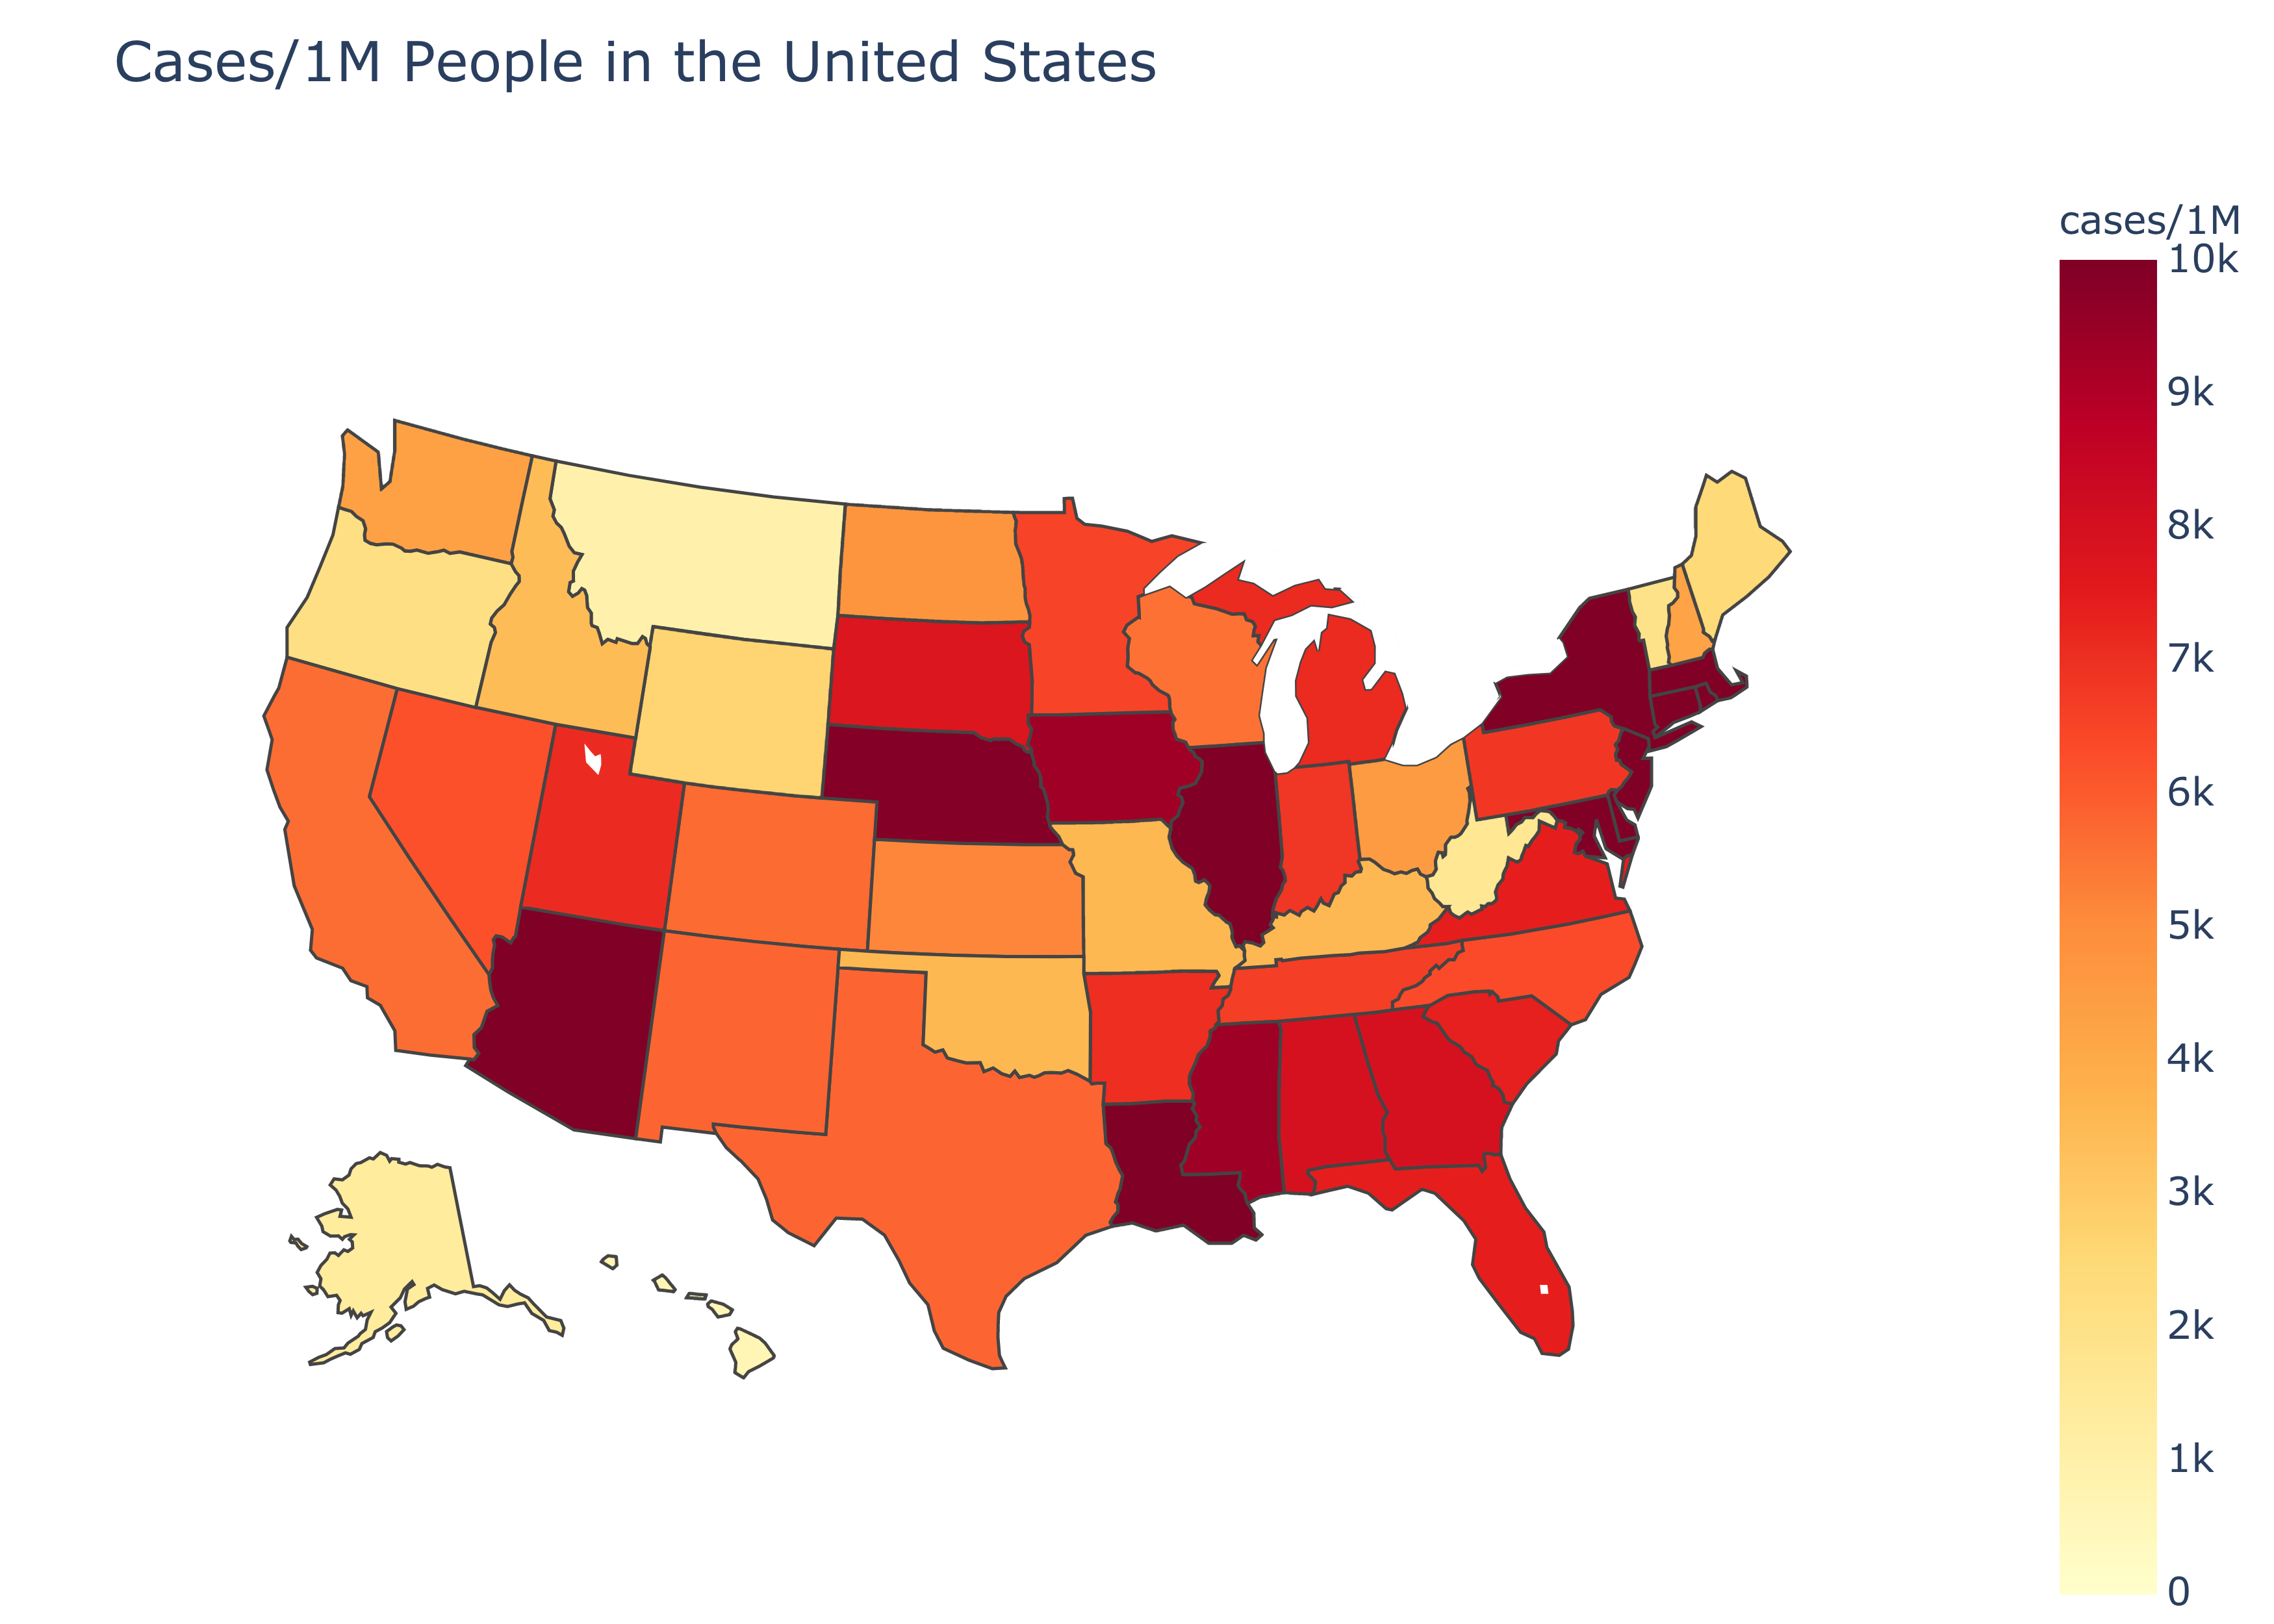 Cases/1M People in the United States
cases/1M
10k
9k
8k
7k
6k
5k
4k
3k
2k
1k
0